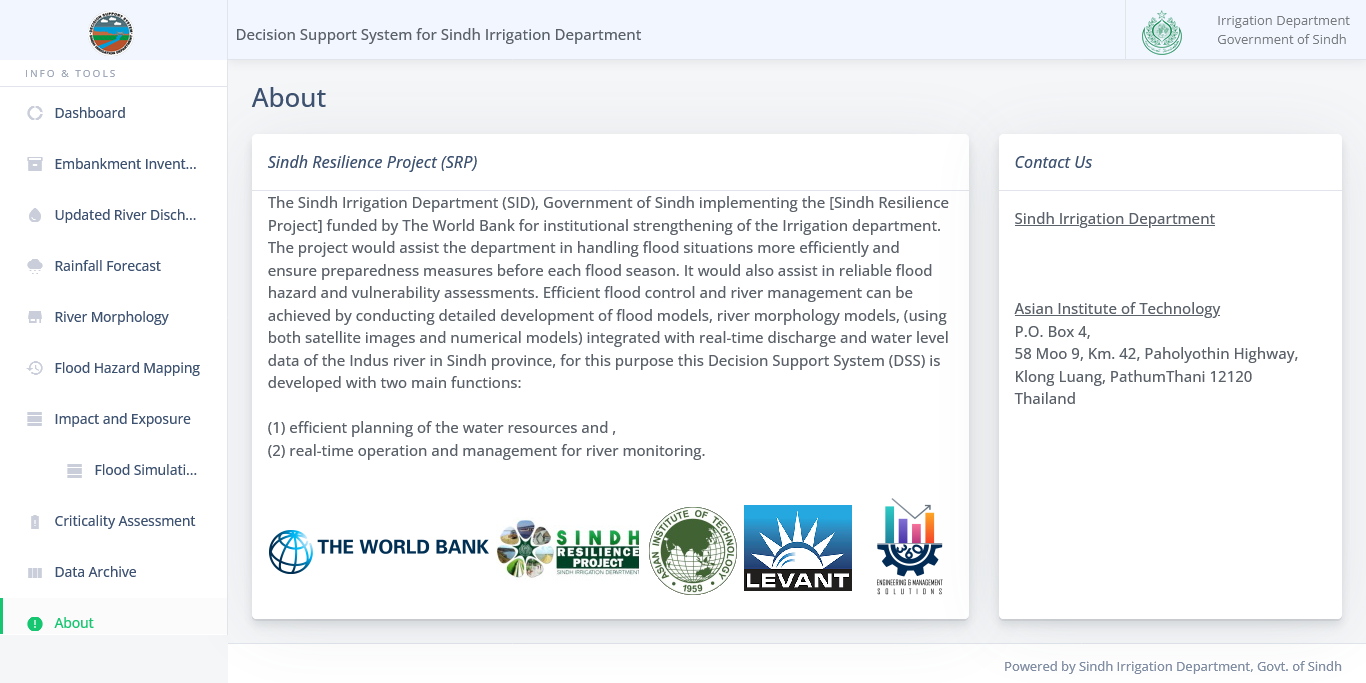 Decision Support System for Sindh Irrigation Department
Irrigation Department
Government of Sindh
INFO & TOOLS
Dashboard
Embankment Invent...
Updated River Disch...
Rainfall Forecast
River Morphology
Flood Hazard Mapping
Impact and Exposure
Flood Simulati...
Criticality Assessment
Data Archive
About
About
Sindh Resilience Project (SRP)
The Sindh Irrigation Department (SID), Government of Sindh implementing the [Sindh Resilience
Project] funded by The World Bank for institutional strengthening of the Irrigation department.
The project would assist the department in handling flood situations more efficiently and
ensure preparedness measures before each flood season. It would also assist in reliable flood
hazard and vulnerability assessments. Efficient flood control and river management can be
achieved by conducting detailed development of flood models, river morphology models, (using
both satellite images and numerical models) integrated with real-time discharge and water level
data of the Indus river in Sindh province, for this purpose this Decision Support System (DSS) is
developed with two main functions:
(1) efficient planning of the water resources and ,
(2) real-time operation and management for river monitoring.
THE WORLD BANK
SINDH
RESILIENCE
PROJECT
SINDH IRRIGATION DEPARTMENT
ASIAN INSTITUTE OF TECHNOLOGY
1959
LEVANT
360
ENGINEERING & MANAGEMENT
SOLUTIONS
Contact Us
Sindh Irrigation Department
Asian Institute of Technology
P.O. Box 4,
58 Moo 9, Km. 42, Paholyothin Highway,
Klong Luang, PathumThani 12120
Thailand
Powered by Sindh Irrigation Department, Govt. of Sindh